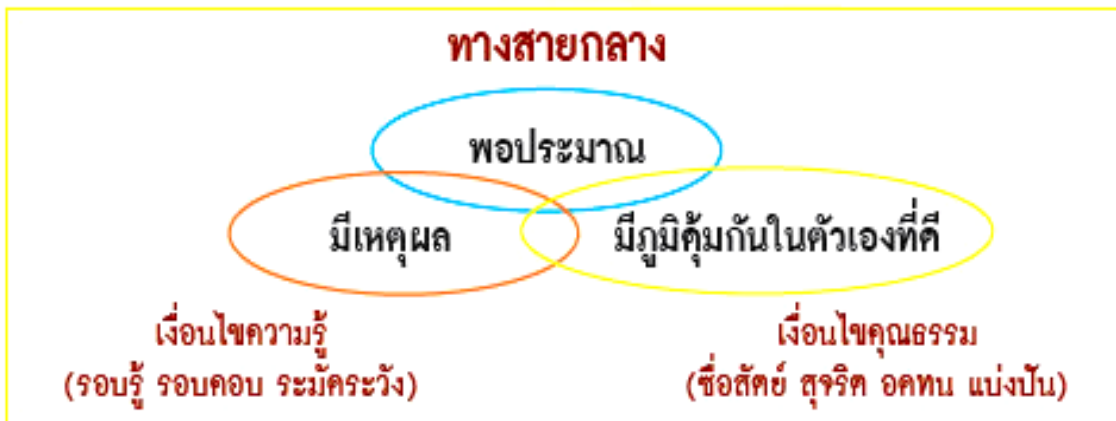 ทางสายกลาง
พอประมาณ
มีเหตุผล
มีภูมิคุ้มกันในตัวเองที่ดี
เงื่อนไขความรู้
(รอบรู้ รอบคอบ ระมัดระวัง)
เงื่อนไขคุณธรรม
(ซื่อสัตย์ สุจริต อดทน แบ่งปัน)